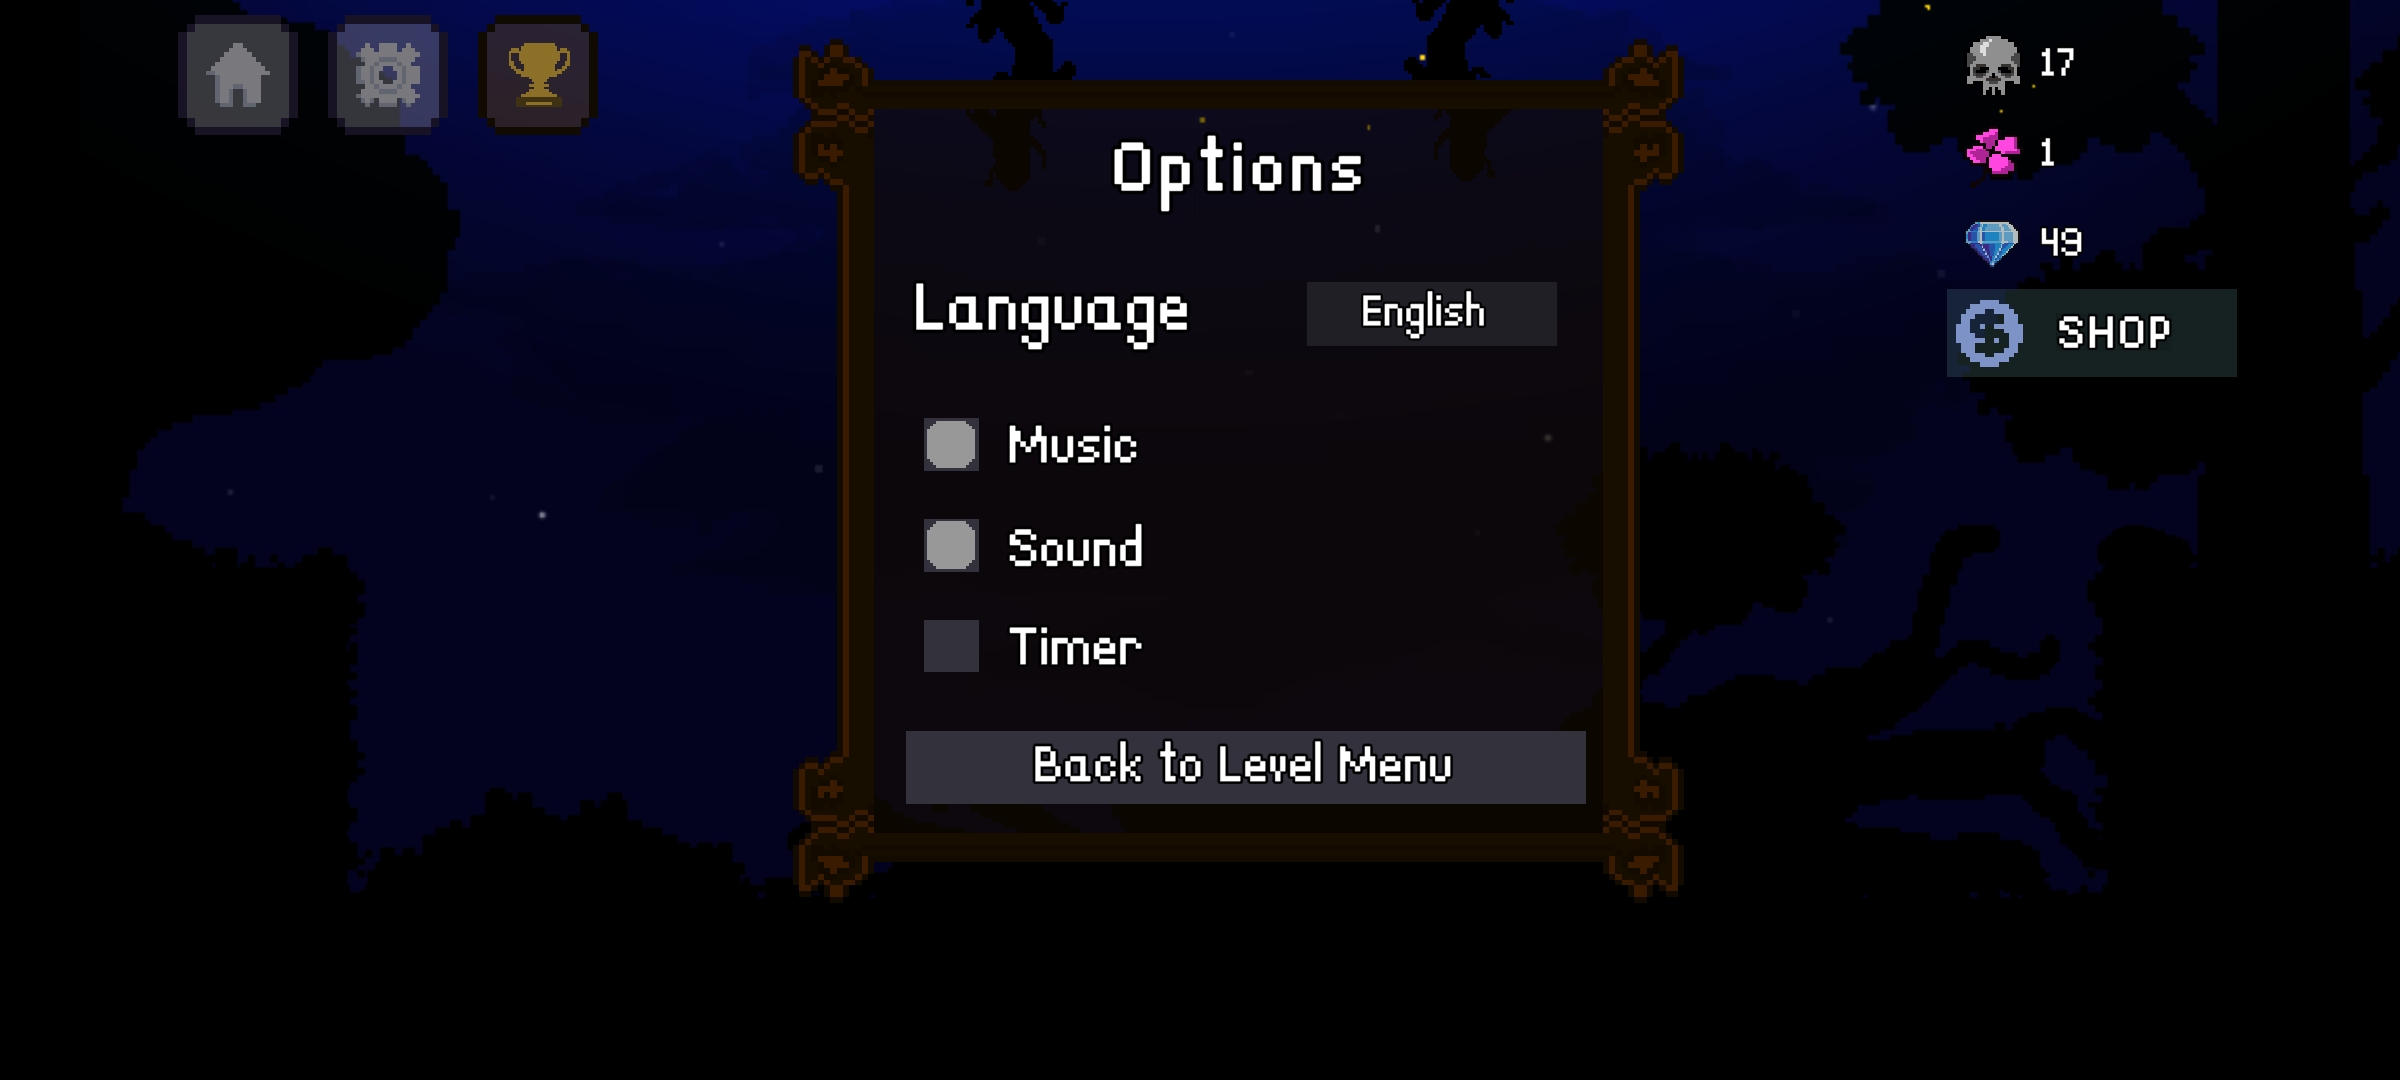 Options
Language
English
Music
Sound
Timer
Back to Level Menu
17
1
49
SHOP